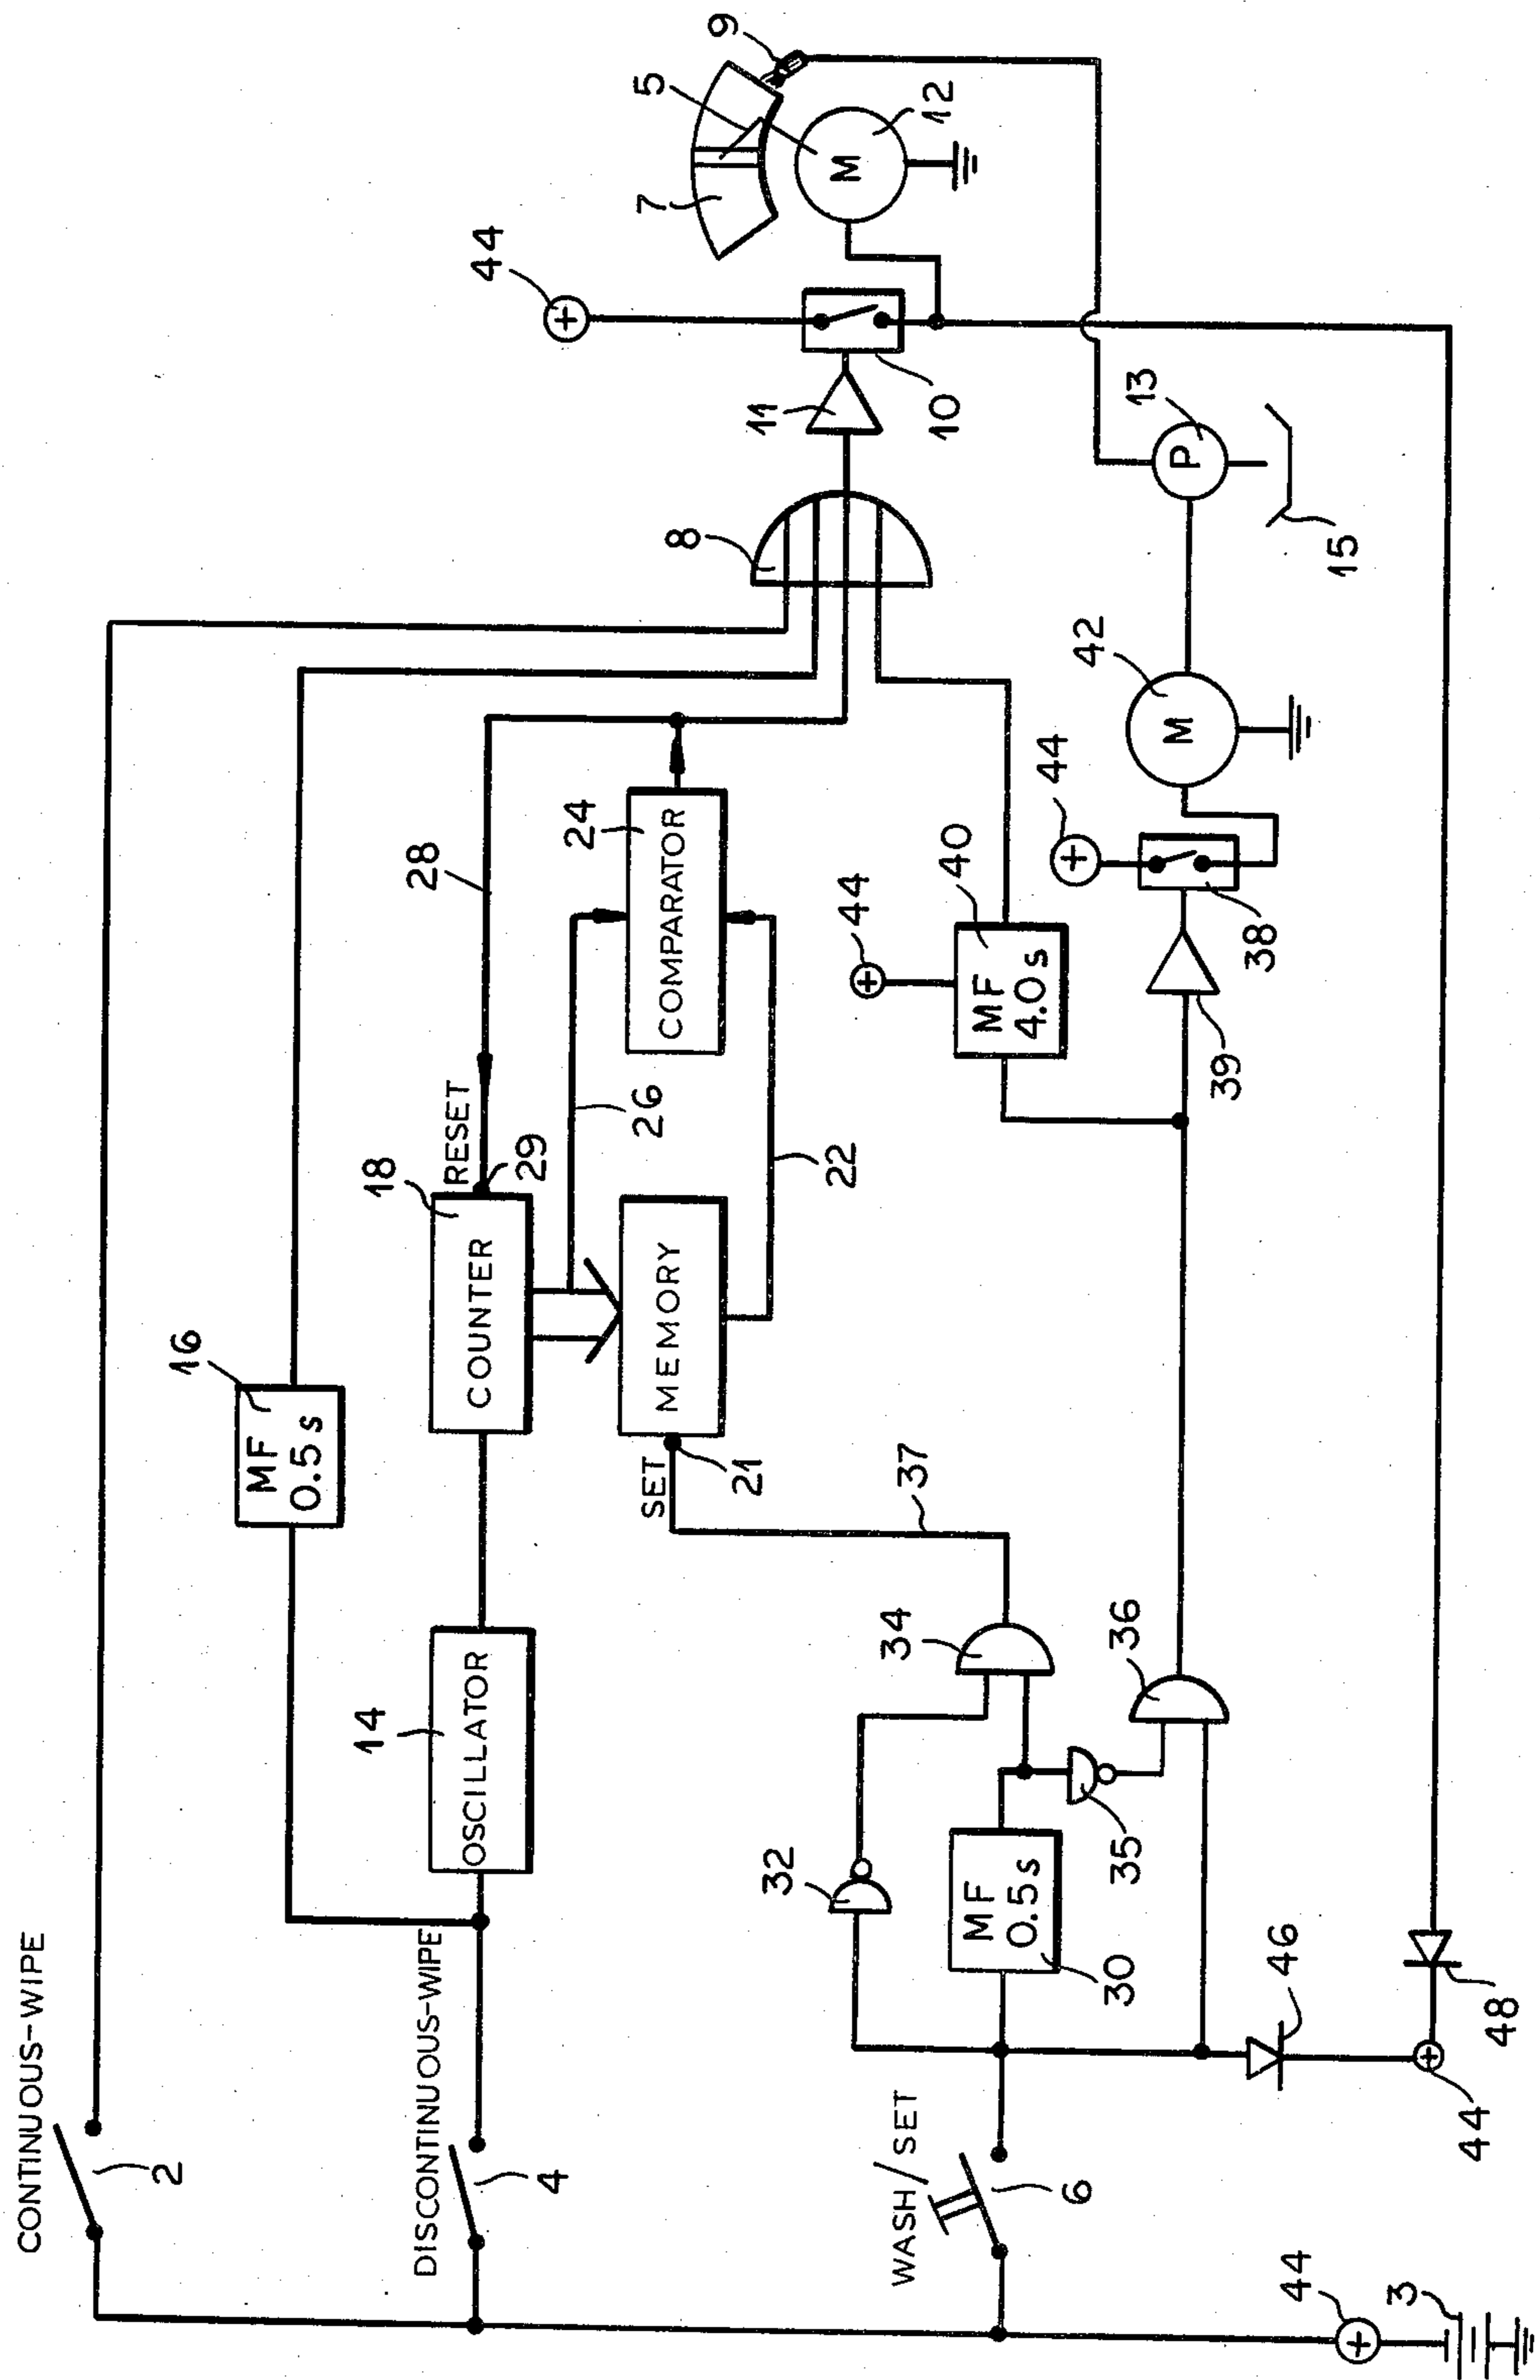 CONTINUOUS-WIPE
2
DISCONTINUOUS-WIPE
4
WASH/SET
6
44
3
16
MF
0.5 s
14
OSCILLATOR
18
COUNTER
RESET
29
28
MEMORY
SET
21
26
22
24
COMPARATOR
37
32
MF
0.5 s
30
34
35
36
46
44
48
44
40
MF
4.0 s
39
38
44
42
M
13
P
15
8
11
10
44
7
5
9
12
M